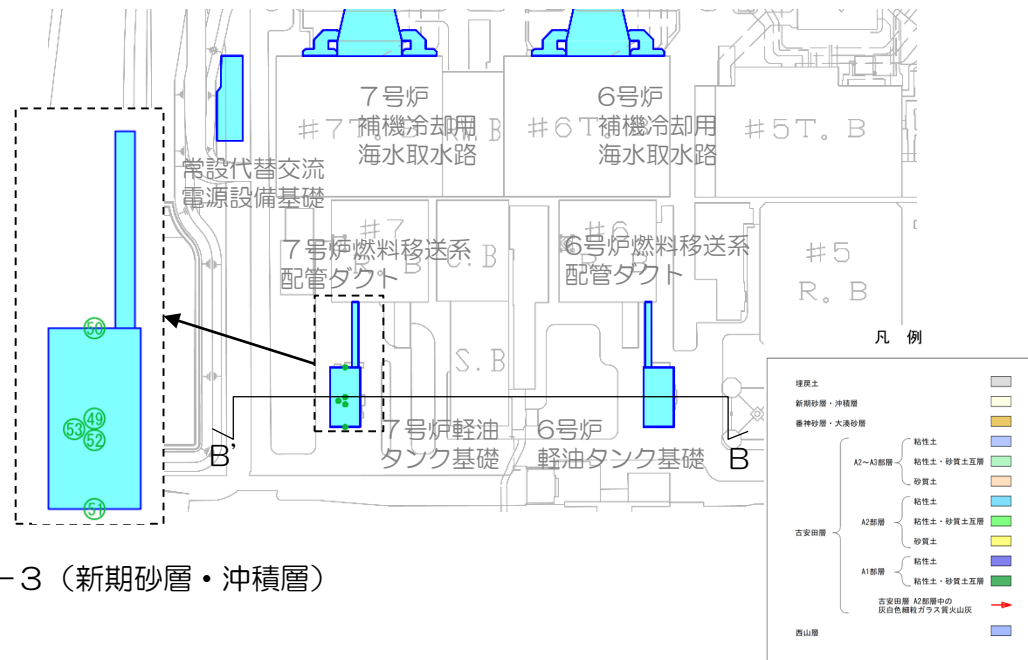 7号炉
補機冷却用
海水取水路
6号炉
補機冷却用
海水取水路
#7T。B
RW.B
#6T。B
#5T。B
常設代替交流
電源設備基礎
#7
R。B
C.B
#6
R。B
#5
R。B
7号炉燃料移送系
配管ダクト
6号炉燃料移送系
配管ダクト
S.B
50
49
53
52
51
7号炉軽油
タンク基礎
6号炉
軽油タンク基礎
B'
B
-3(新期砂層・沖積層)
凡 例
埋戻土
新期砂層・沖積層
番神砂層・大湊砂層
古安田層
A2~A3部層
粘性土
粘性土・砂質土互層
砂質土
A2部層
粘性土
粘性土・砂質土互層
砂質土
A1部層
粘性土
粘性土・砂質土互層
古安田層 A2部層中の
灰白色細粒ガラス質火山灰
西山層